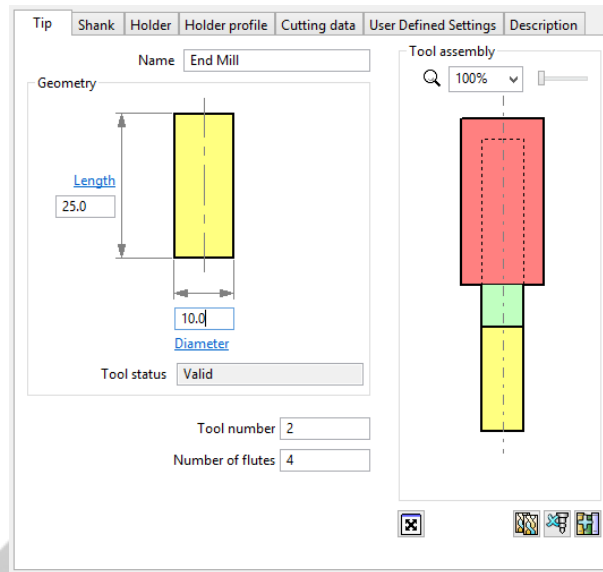 Tip Shank Holder Holder profile Cutting data User Defined Settings Description
Name End Mill
Tool assembly
100%
Geometry
Length
25.0
10.0
Diameter
Tool status Valid
Tool number 2
Number of flutes 4